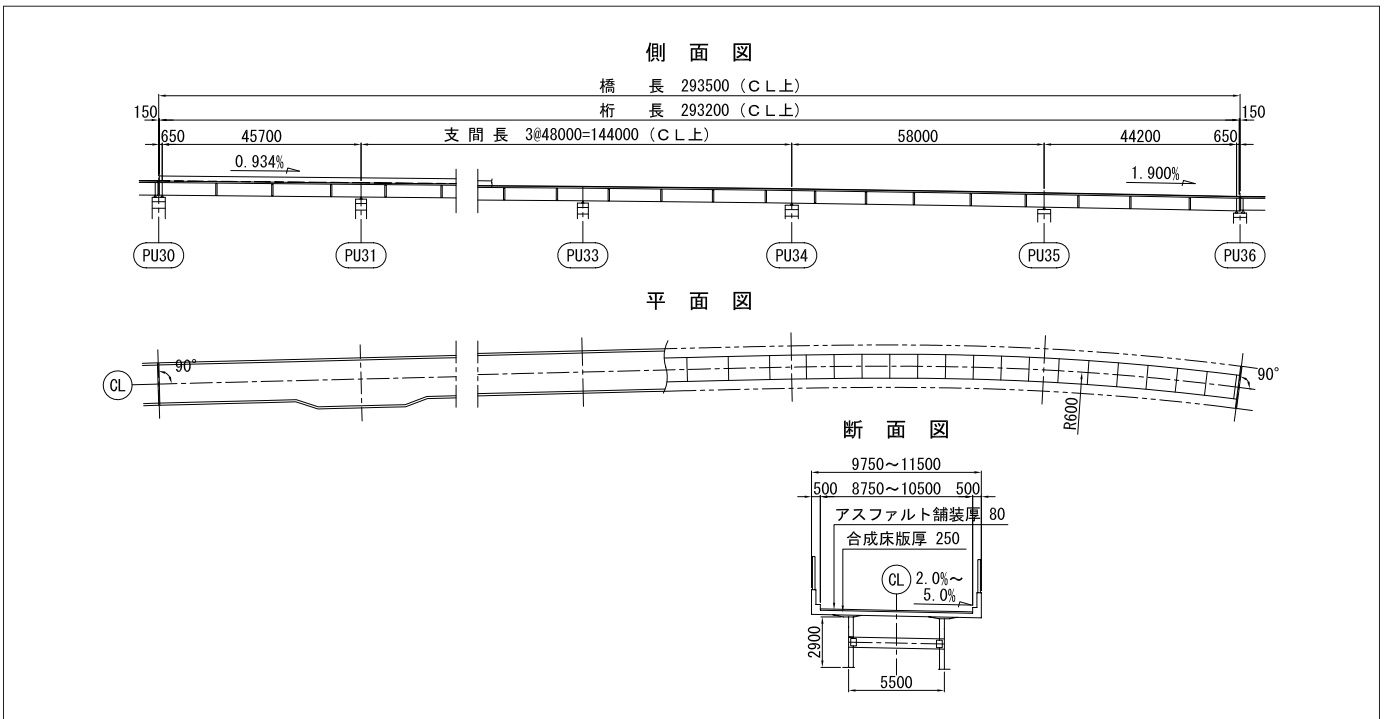 側 面 図
橋 長 293500 (CL上)
150 桁 長 293200 (CL上) 150
650 45700 支 間 長 3@48000=144000 (CL上) 58000 44200 650
0.934% 1.900%
PU30 PU31 PU33 PU34 PU35 PU36
平 面 図
CL 90° 90°
R600
断 面 図
9750～11500
500 8750～10500 500
アスファルト舗装厚 80
合成床版厚 250
CL 2.0%～
5.0%
2900
5500